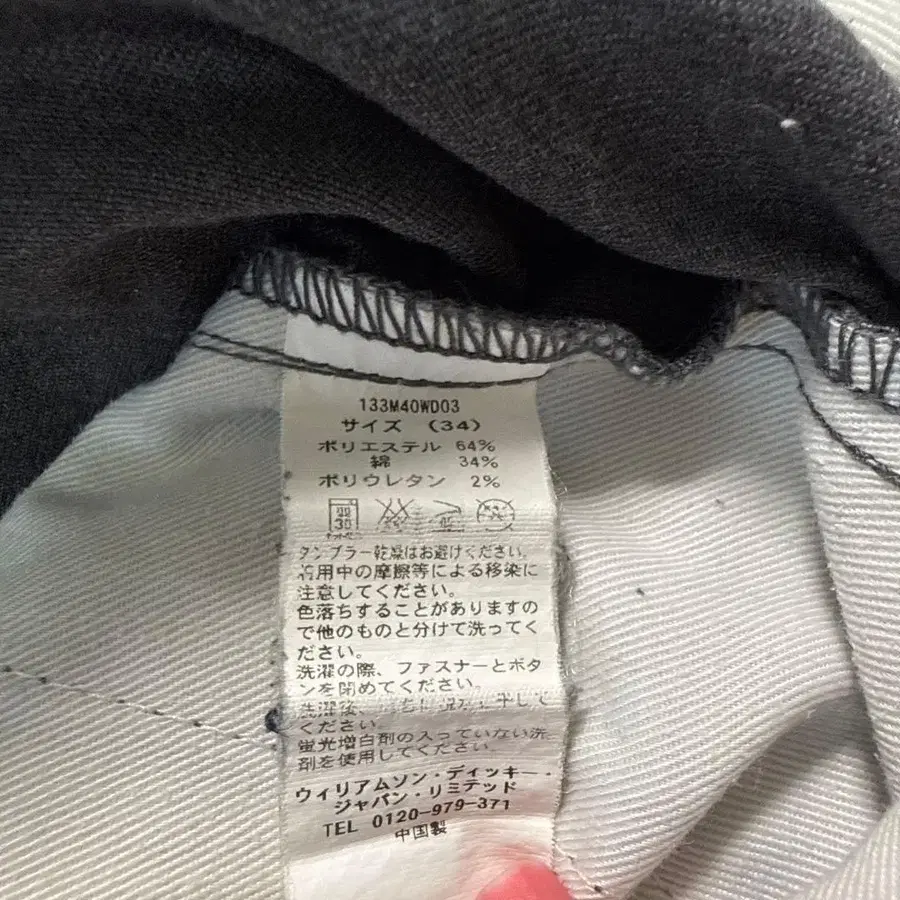 133M40WD03
サイズ (34)
ポリエステル 64%
綿 34%
ポリウレタン 2%
30
タンブラー乾燥はお避けください。
着用中の摩擦等による移染に
注意してください。
色落ちすることがありますの
で他のものと分けて洗ってく
ださい。
洗濯の際、ファスナーとボタ
ンを閉めてください。
洗濯後、
ください。
蛍光増白剤の入っていない洗
剤を使用してください。
ウィリアムソン・ディッキー・
ジャパン・リミテッド
TEL 0120-979-371
中国製